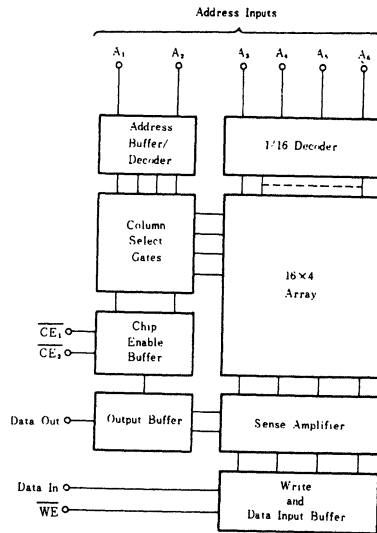 Address Inputs
A₁ A₂ A₃ A₄ A₅ A₆
Address
Buffer/
Decoder
1/16 Decoder
Column
Select
Gates
16×4
Array
CE₁
CE₂
Chip
Enable
Buffer
Data Out
Output Buffer
Sense Amplifier
Data In
WE
Write
and
Data Input Buffer